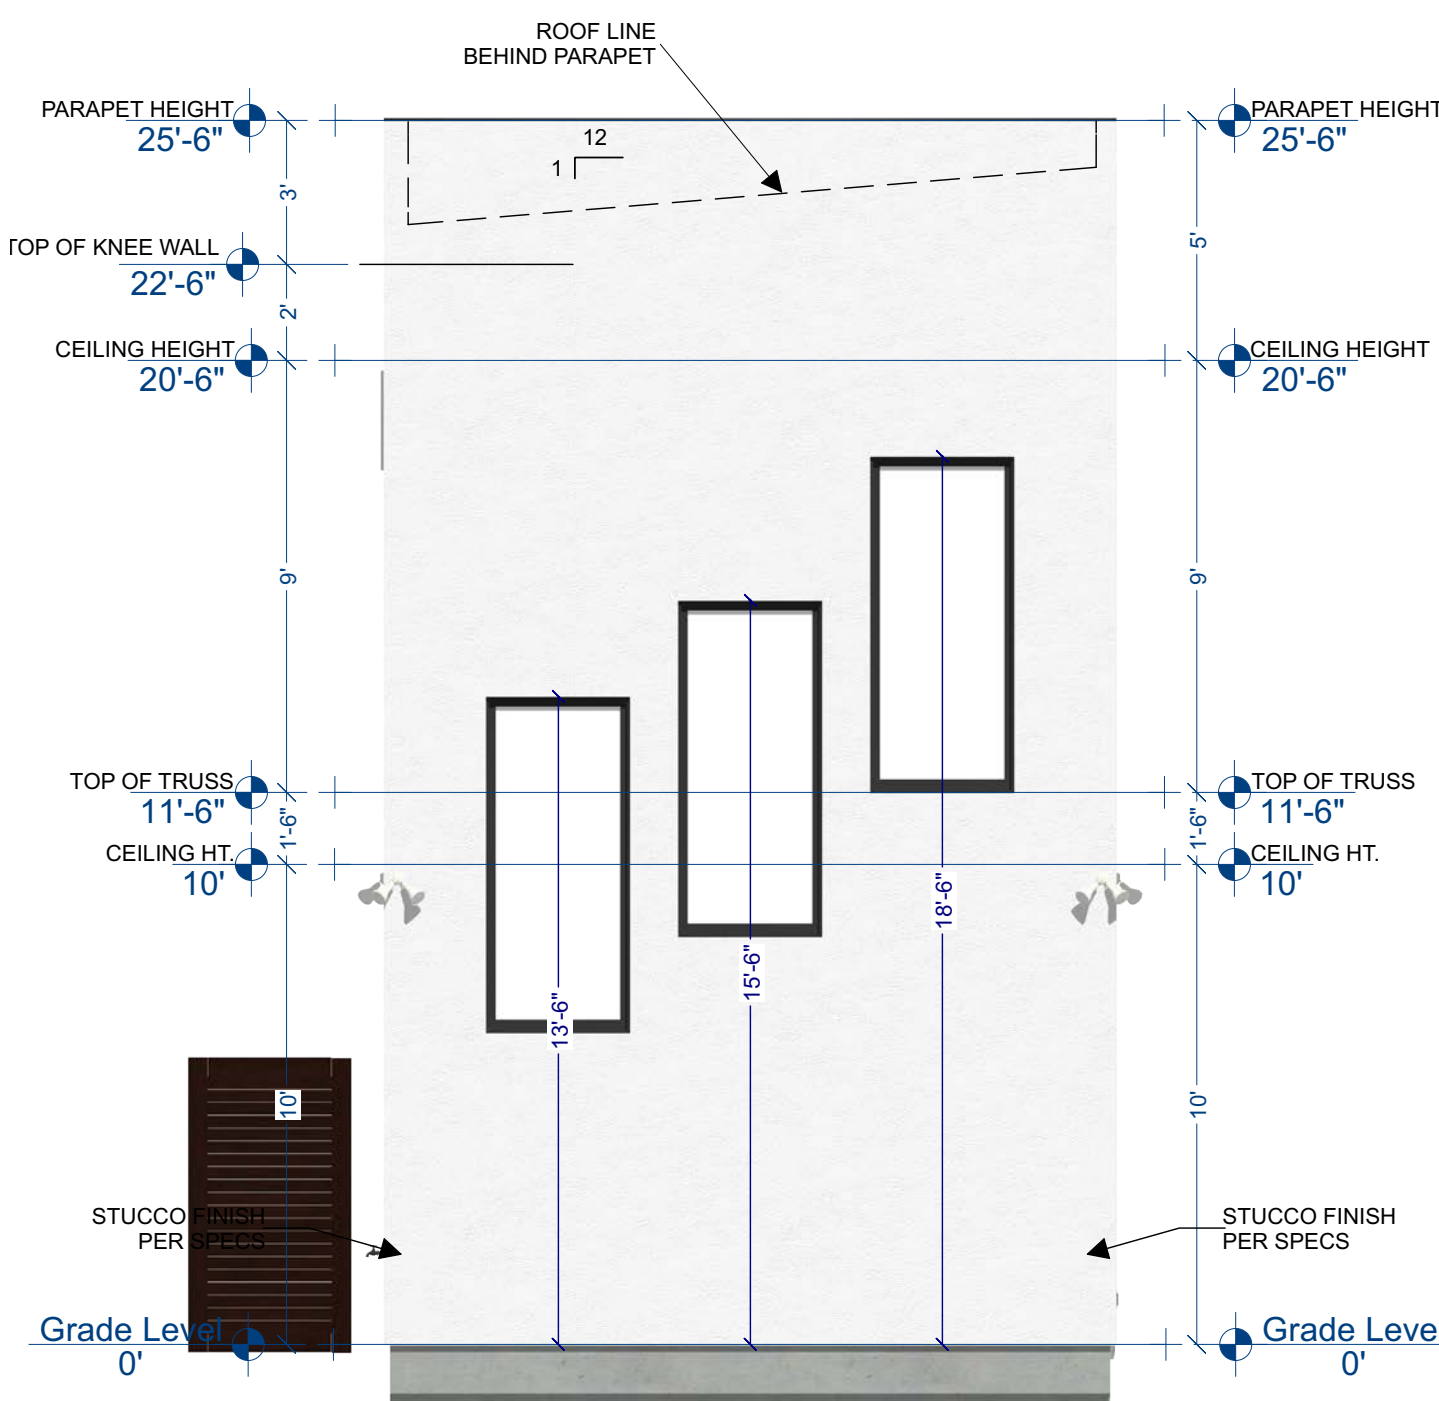 ROOF LINE
BEHIND PARAPET
PARAPET HEIGHT
25'-6"
PARAPET HEIGHT
25'-6"
12
1
3'
TOP OF KNEE WALL
22'-6"
5'
2'
CEILING HEIGHT
20'-6"
CEILING HEIGHT
20'-6"
9'
9'
TOP OF TRUSS
11'-6"
TOP OF TRUSS
11'-6"
1'-6"
1'-6"
CEILING HT.
10'
CEILING HT.
10'
18'-6"
15'-6"
13'-6"
10'
10'
STUCCO FINISH
PER SPECS
STUCCO FINISH
PER SPECS
Grade Level
0'
Grade Leve
0'